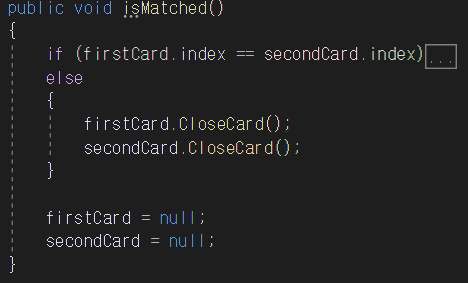 public void isMatched()
{
if (firstCard.index == secondCard.index)...
else
{
firstCard.CloseCard();
secondCard.CloseCard();
}
firstCard = null;
secondCard = null;
}